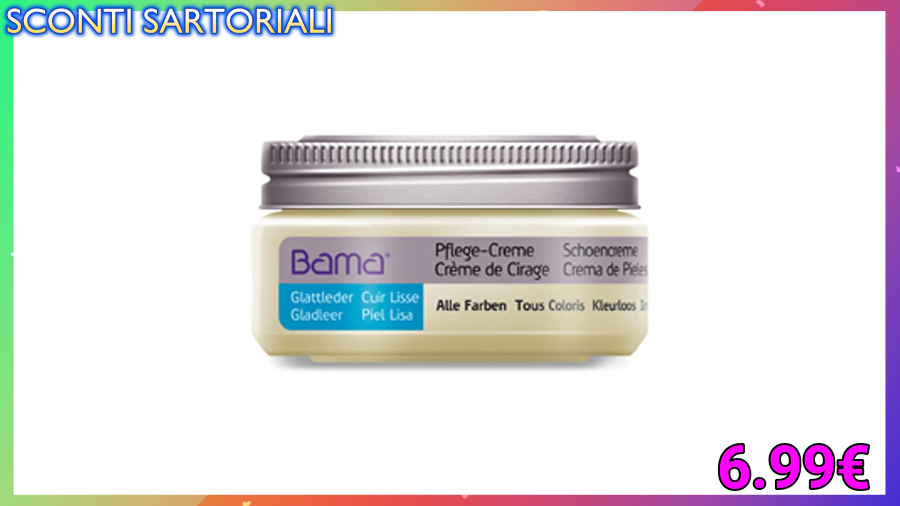 SCONTI SARTORIALI
Bama®
Pflege-Creme Schoencreme
Crème de Cirage Crema de Pieles
Glattleder Cuir Lisse
Gladleer Piel Lisa
Alle Farben Tous Coloris Kleurloos
6.99€